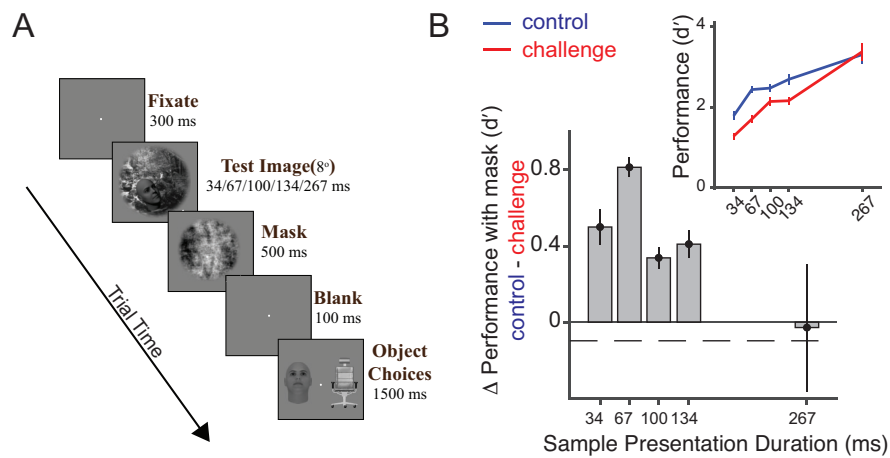 A
Fixate
300 ms
Test Image(8º)
34/67/100/134/267 ms
Mask
500 ms
Blank
100 ms
Object
Choices
1500 ms
Trial Time
B
control
challenge
Performance (d′)
4
2
0
34
67
100
134
267
Δ Performance with mask (d′)
control - challenge
0.8
0.4
0
34
67
100
134
267
Sample Presentation Duration (ms)